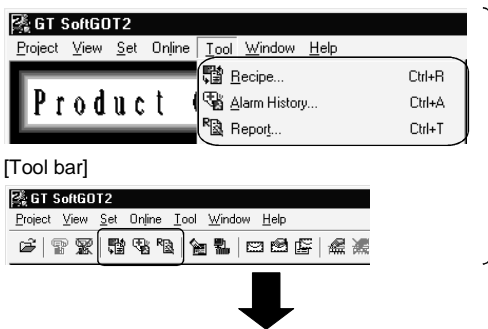 GT SoftGOT2
Project View Set Online Tool Window Help
Recipe... Ctrl+R
Product
Alarm History... Ctrl+A
Report... Ctrl+T
[Tool bar]
GT SoftGOT2
Project View Set Online Tool Window Help